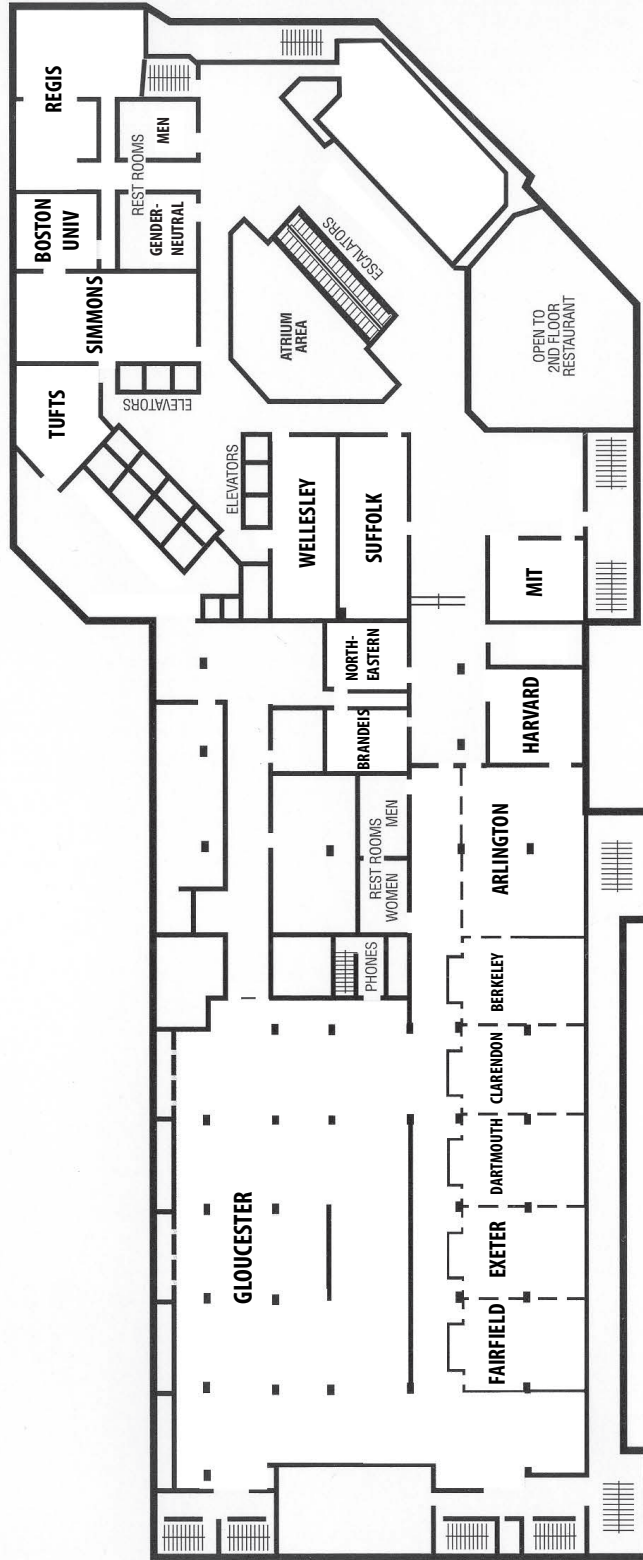 REGIS
MEN
REST ROOMS
GENDER-
NEUTRAL
BOSTON
UNIV
SIMMONS
TUFTS
ELEVATORS
ELEVATORS
ESCALATORS
ATRIUM
AREA
OPEN TO
2ND FLOOR
RESTAURANT
WELLESLEY
SUFFOLK
MIT
NORTH-
EASTERN
BRANDEIS
HARVARD
REST ROOMS
MEN
WOMEN
PHONES
ARLINGTON
BERKELEY
CLARENDON
DARTMOUTH
EXETER
FAIRFIELD
GLOUCESTER